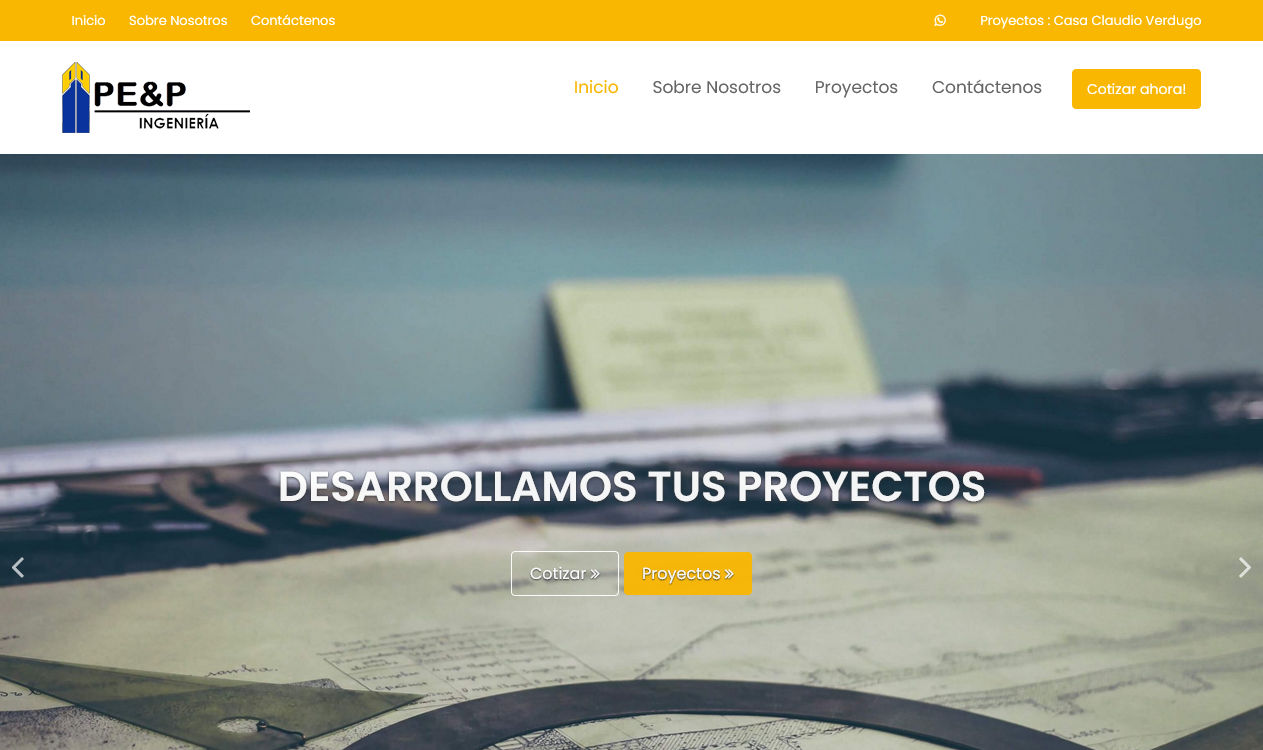 Inicio Sobre Nosotros Contáctenos Proyectos : Casa Claudio Verdugo
PE&P
INGENIERÍA
Inicio Sobre Nosotros Proyectos Contáctenos Cotizar ahora!
DESARROLLAMOS TUS PROYECTOS
Cotizar » Proyectos »